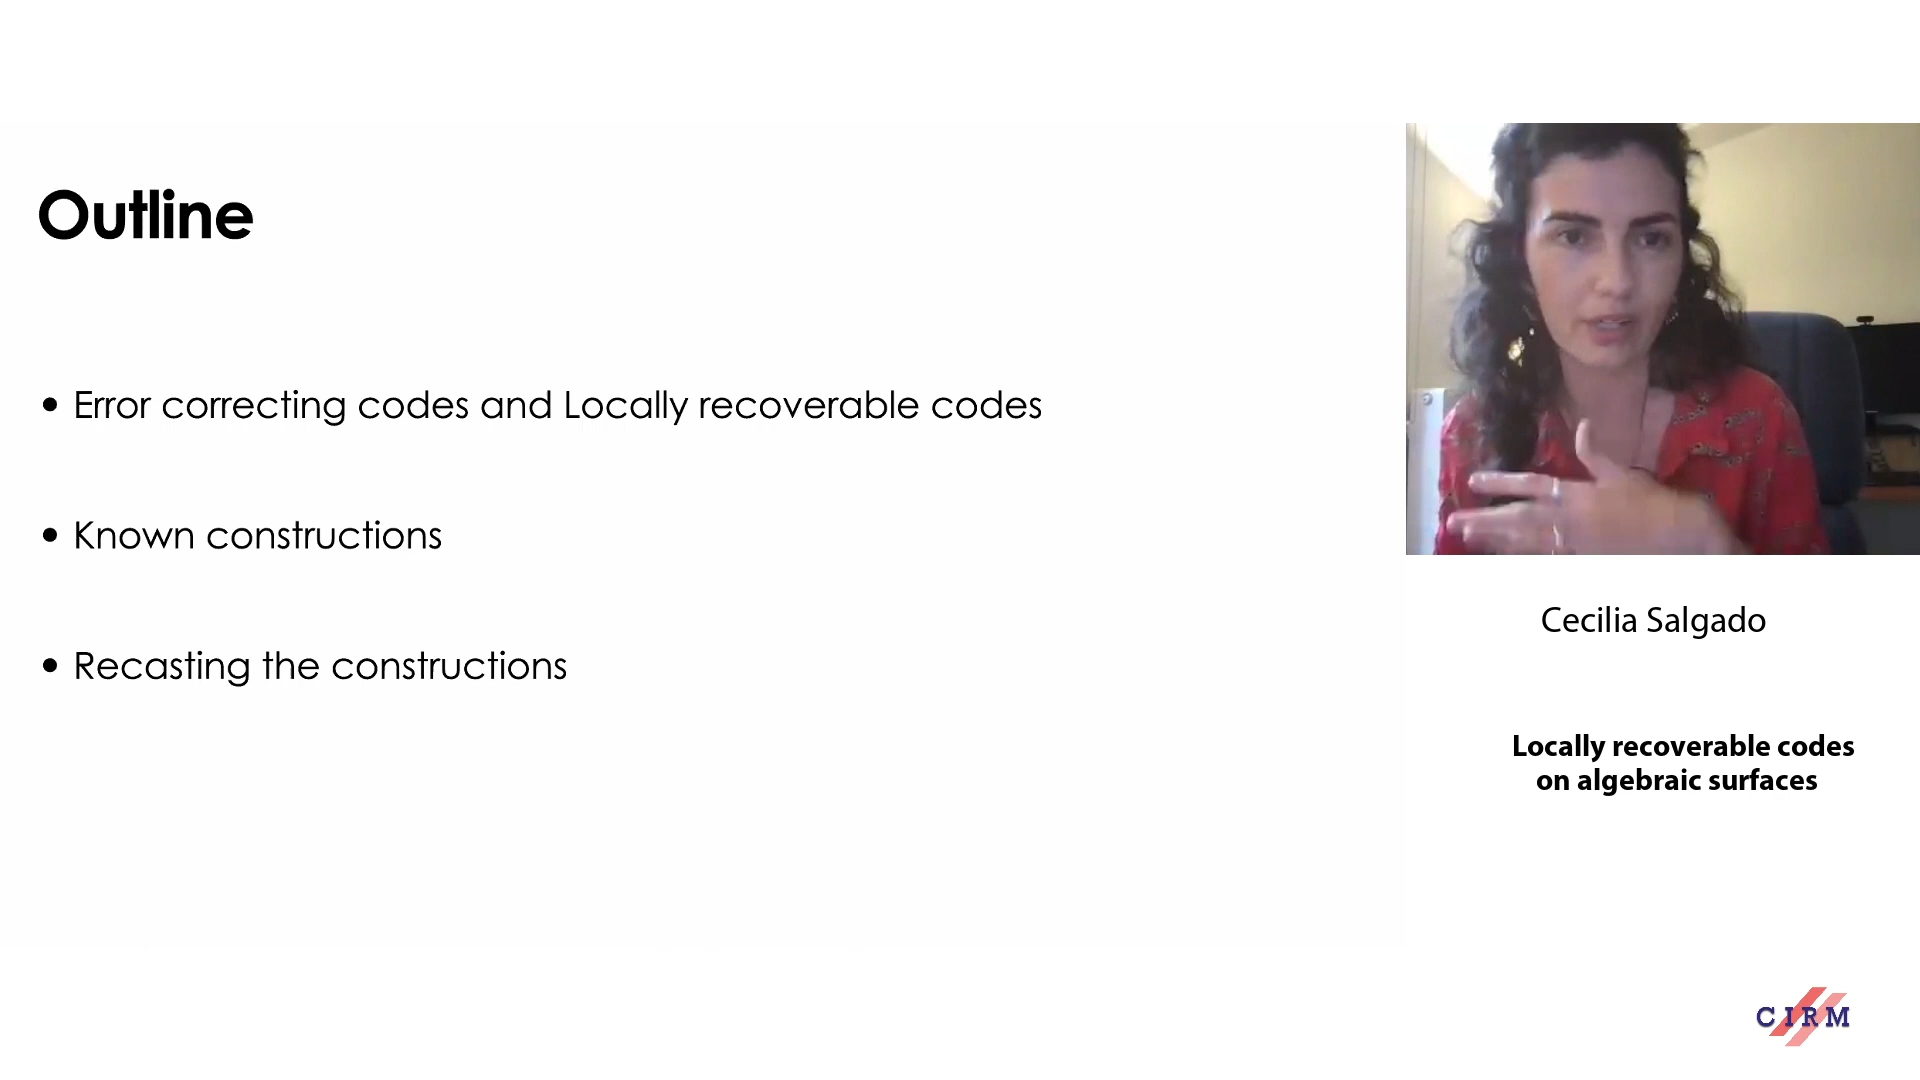 Outline
• Error correcting codes and Locally recoverable codes
• Known constructions
• Recasting the constructions
Cecilia Salgado
Locally recoverable codes
on algebraic surfaces
CIRM